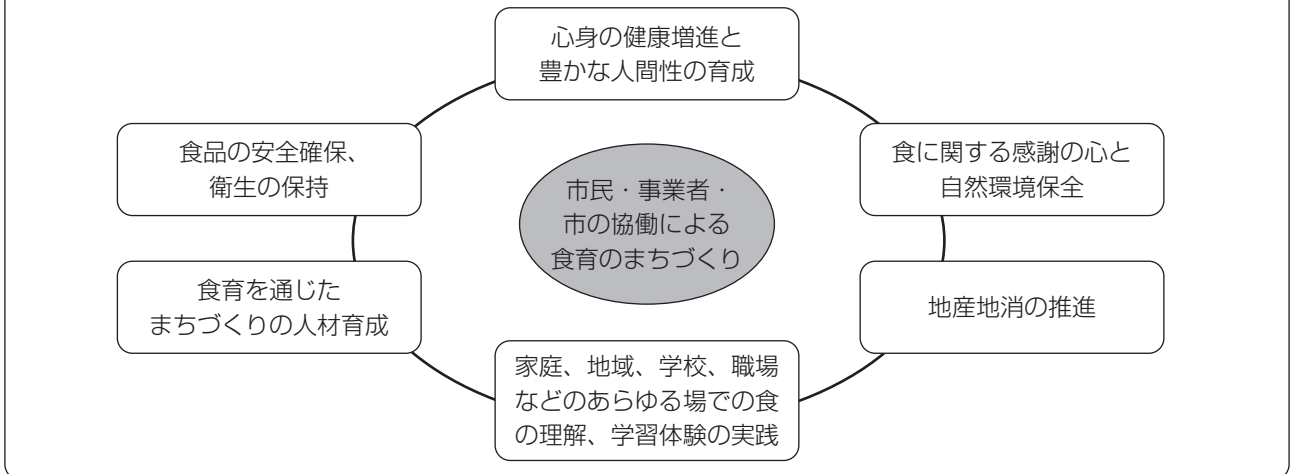 心身の健康増進と
豊かな人間性の育成
食品の安全確保、
衛生の保持
食に関する感謝の心と
自然環境保全
市民・事業者・
市の協働による
食育のまちづくり
食育を通じた
まちづくりの人材育成
地産地消の推進
家庭、地域、学校、職場
などのあらゆる場での食
の理解、学習体験の実践